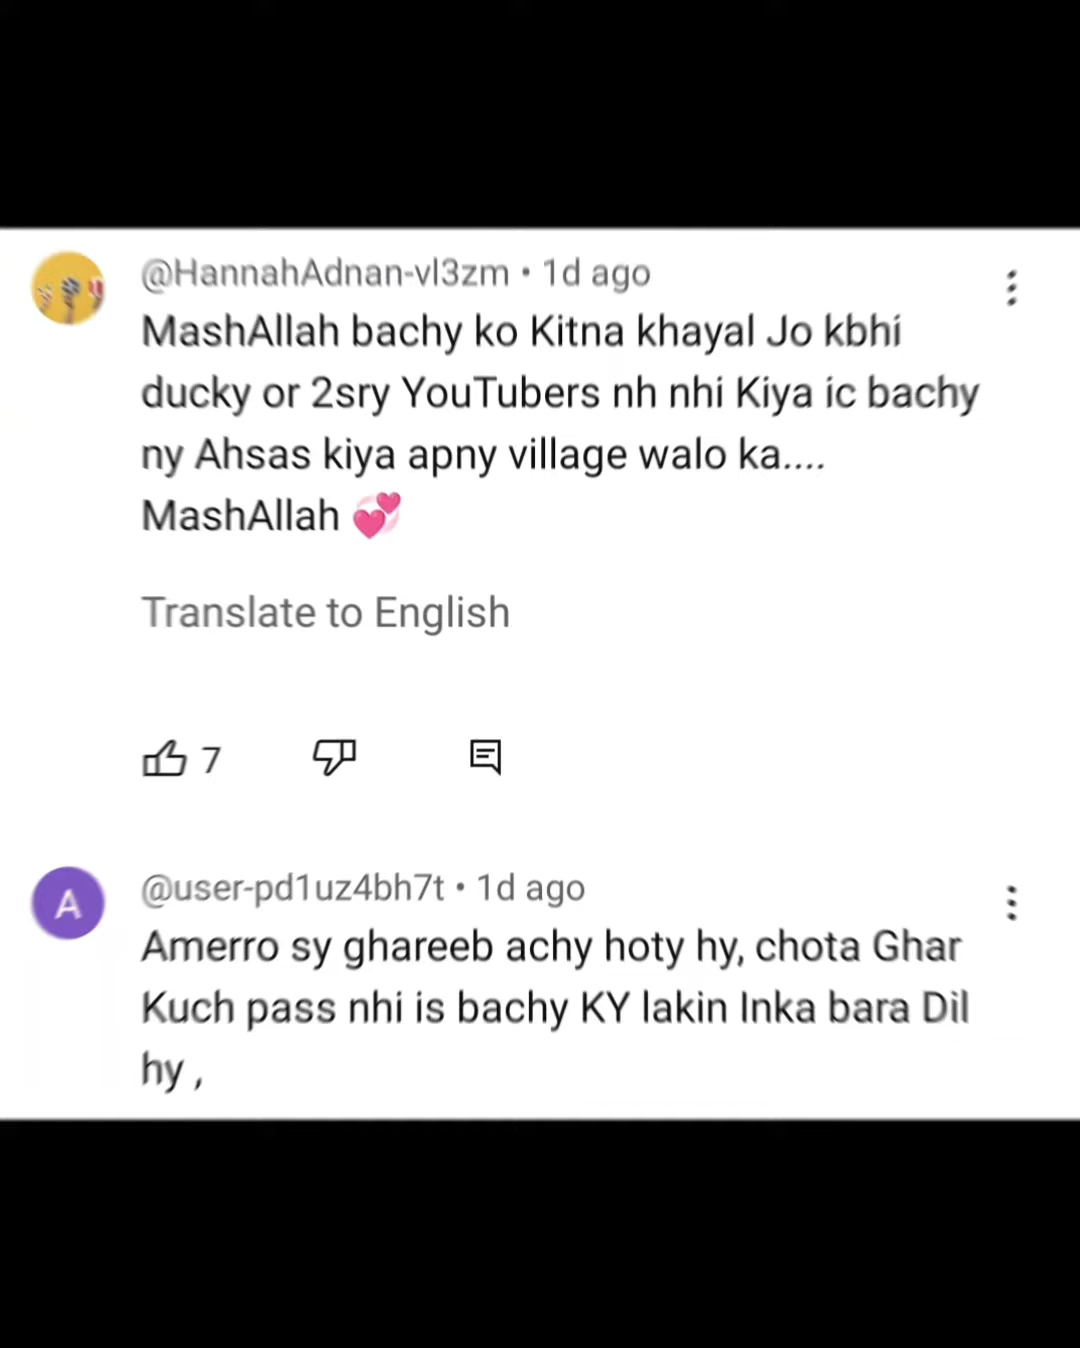 @HannahAdnan-vl3zm • 1d ago
MashAllah bachy ko Kitna khayal Jo kbhi
ducky or 2sry YouTubers nh nhi Kiya ic bachy
ny Ahsas kiya apny village walo ka....
MashAllah 💞
Translate to English
7
A
@user-pd1uz4bh7t • 1d ago
Amerro sy ghareeb achy hoty hy, chota Ghar
Kuch pass nhi is bachy KY lakin Inka bara Dil
hy ,